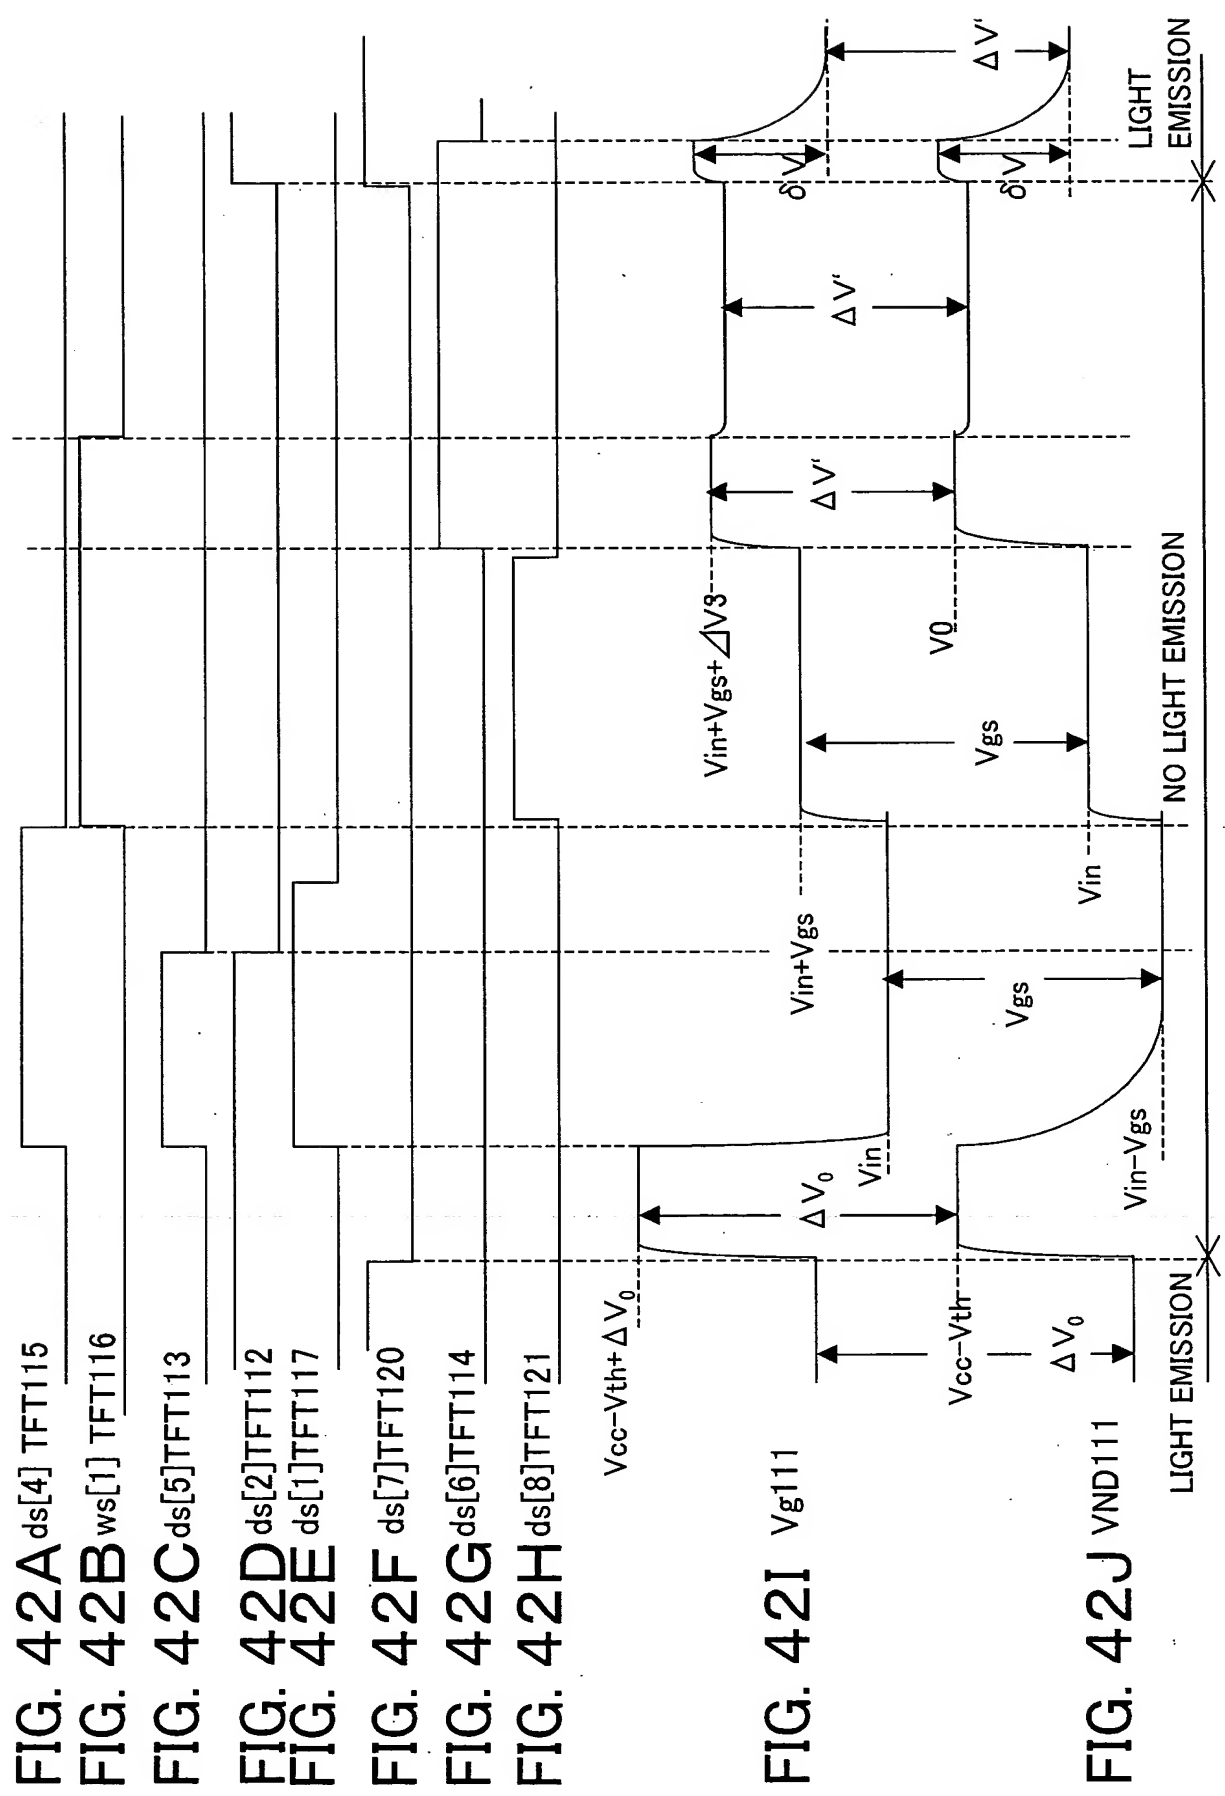 FIG. 42A ds[4] TFT115
FIG. 42B ws[1] TFT116
FIG. 42C ds[5]TFT113
FIG. 42D ds[2]TFT112
FIG. 42E ds[1]TFT117
FIG. 42F ds[7]TFT120
FIG. 42G ds[6]TFT114
FIG. 42H ds[8]TFT121
FIG. 42I Vg111
Vcc-Vth+ΔV0
ΔV0
Vin
Vin+Vgs
Vin+Vgs+ΔV3
ΔV'
ΔV'
δV
ΔV'
FIG. 42J VND111
ΔV0
Vcc-Vth
Vin-Vgs
Vgs
Vin
Vgs
V0
δV
LIGHT EMISSION
NO LIGHT EMISSION
LIGHT
EMISSION